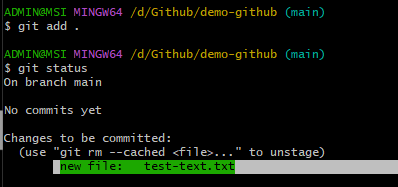 ADMIN@MSI MINGW64 /d/Github/demo-github (main)
$ git add .
ADMIN@MSI MINGW64 /d/Github/demo-github (main)
$ git status
On branch main
No commits yet
Changes to be committed:
(use "git rm --cached <file>..." to unstage)
new file:   test-text.txt